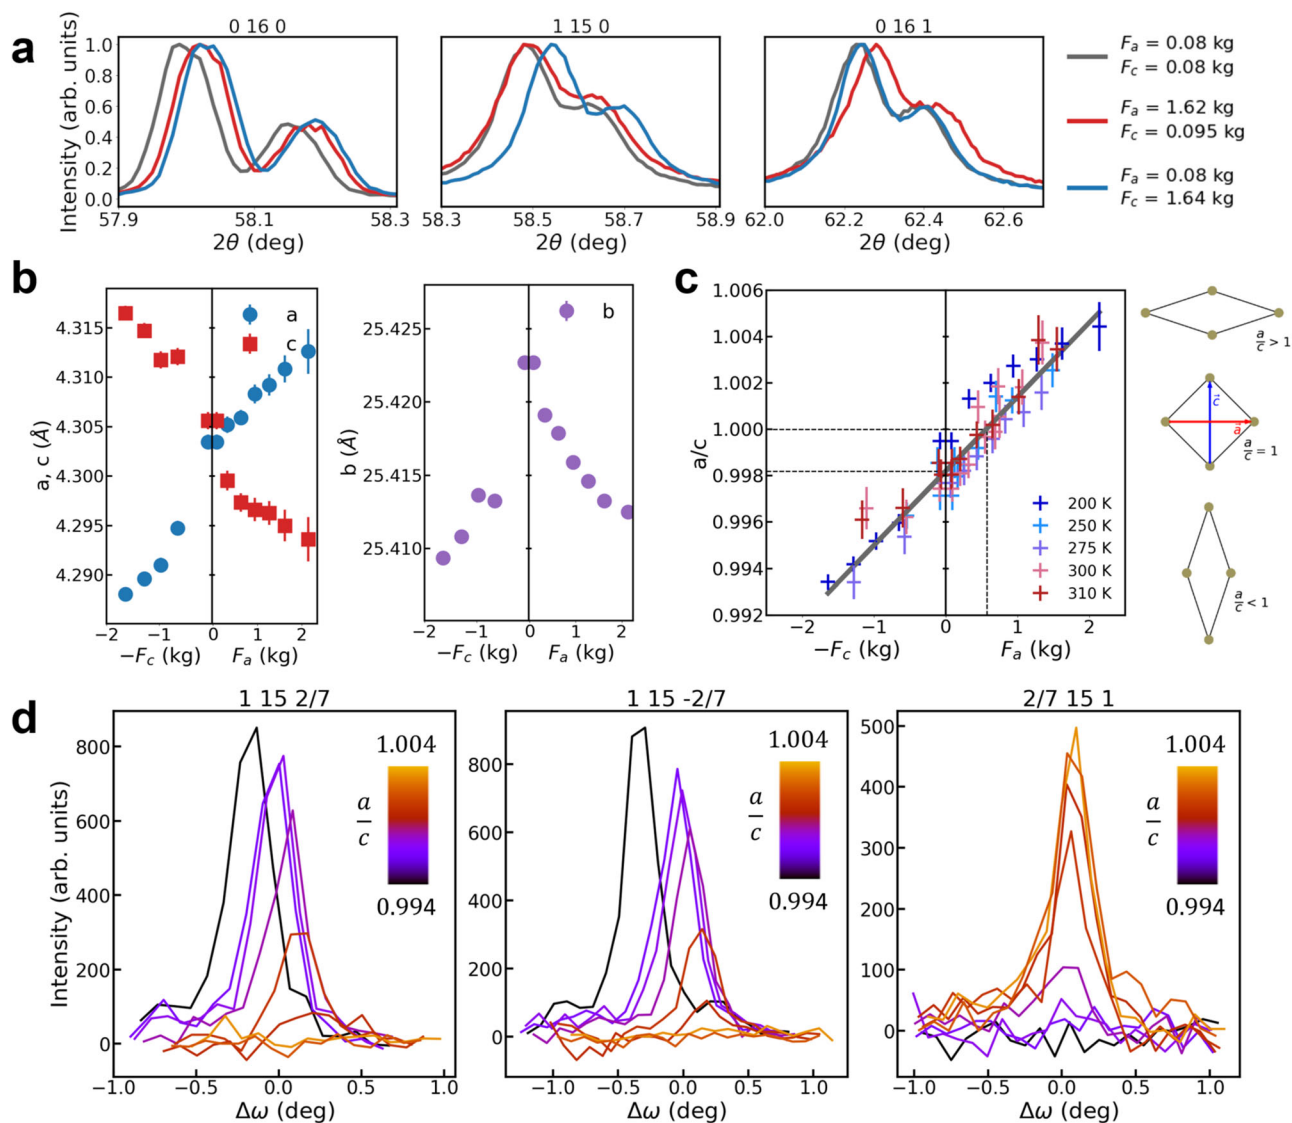 a
0 16 0
1 15 0
0 16 1
Intensity (arb. units)
1.0
0.8
0.6
0.4
0.2
0.0
57.9
58.1
58.3
2θ (deg)
58.3
58.5
58.7
58.9
2θ (deg)
62.0
62.2
62.4
62.6
2θ (deg)
Fa = 0.08 kg
Fc = 0.08 kg
Fa = 1.62 kg
Fc = 0.095 kg
Fa = 0.08 kg
Fc = 1.64 kg
b
a, c (Å)
4.315
4.310
4.305
4.300
4.295
4.290
a
c
−2
−1
0
1
2
−Fc (kg)
Fa (kg)
b (Å)
25.425
25.420
25.415
25.410
b
−2
−1
0
1
2
−Fc (kg)
Fa (kg)
c
a/c
1.006
1.004
1.002
1.000
0.998
0.996
0.994
0.992
200 K
250 K
275 K
300 K
310 K
−2
−1
0
1
2
−Fc (kg)
Fa (kg)
a/c > 1
c⃗
a⃗
a/c = 1
a/c < 1
d
1 15 2/7
Intensity (arb. units)
800
600
400
200
0
1.004
a/c
0.994
−1.0
−0.5
0.0
0.5
1.0
Δω (deg)
1 15 -2/7
800
600
400
200
0
1.004
a/c
0.994
−1.0
−0.5
0.0
0.5
1.0
Δω (deg)
2/7 15 1
500
400
300
200
100
0
1.004
a/c
0.994
−1.0
−0.5
0.0
0.5
1.0
Δω (deg)